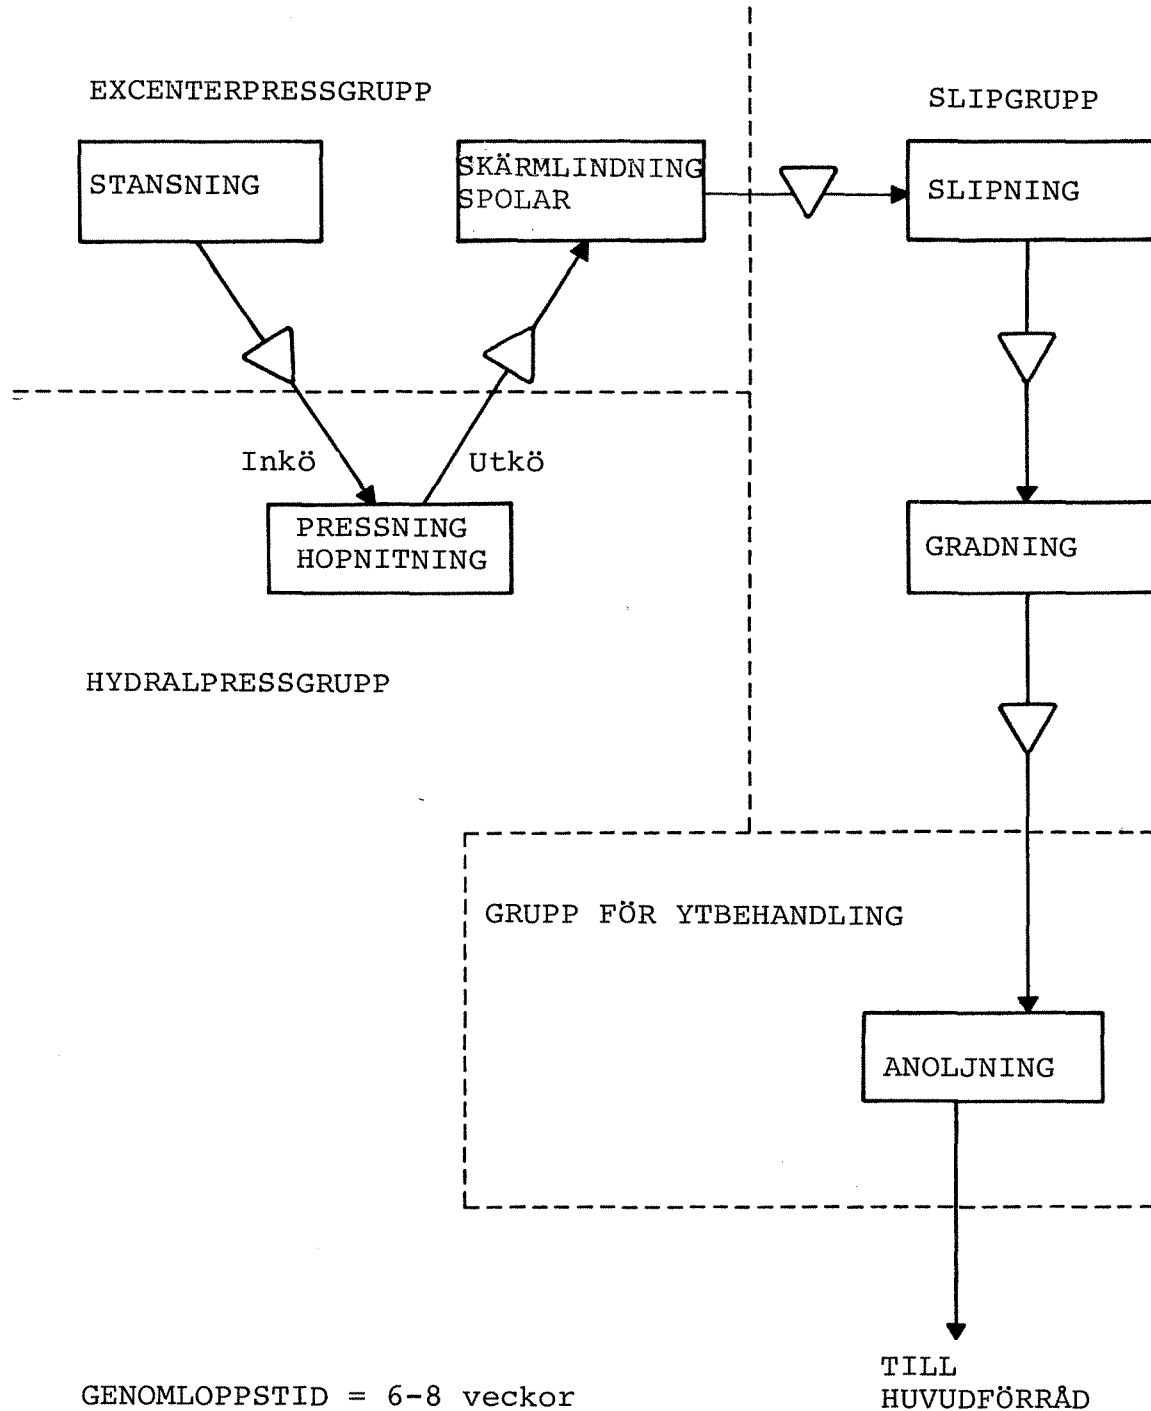 EXCENTERPRESSGRUPP
SLIPGRUPP
STANSNING
SKÄRMLINDNING
SPOLAR
SLIPNING
Inkö
Utkö
PRESSNING
HOPNITNING
GRADNING
HYDRALPRESSGRUPP
GRUPP FÖR YTBEHANDLING
ANOLJNING
TILL
HUVUDFÖRRÅD
GENOMLOPPSTID = 6-8 veckor